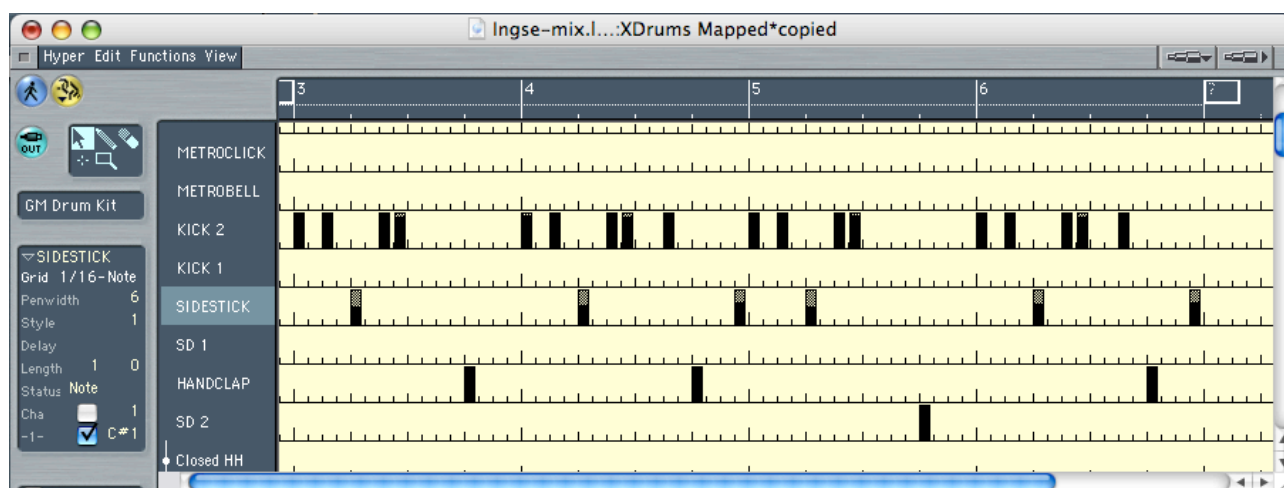 Ingse-mix.l...:XDrums Mapped*copied
Hyper Edit Functions View
3 4 5 6 7
OUT
METROCLICK
METROBELL
GM Drum Kit
KICK 2
SIDESTICK
Grid 1/16-Note
Penwidth 6
Style 1
Delay
Length 1 0
Status Note
Cha 1
-1- C#1
KICK 1
SIDESTICK
SD 1
HANDCLAP
SD 2
Closed HH